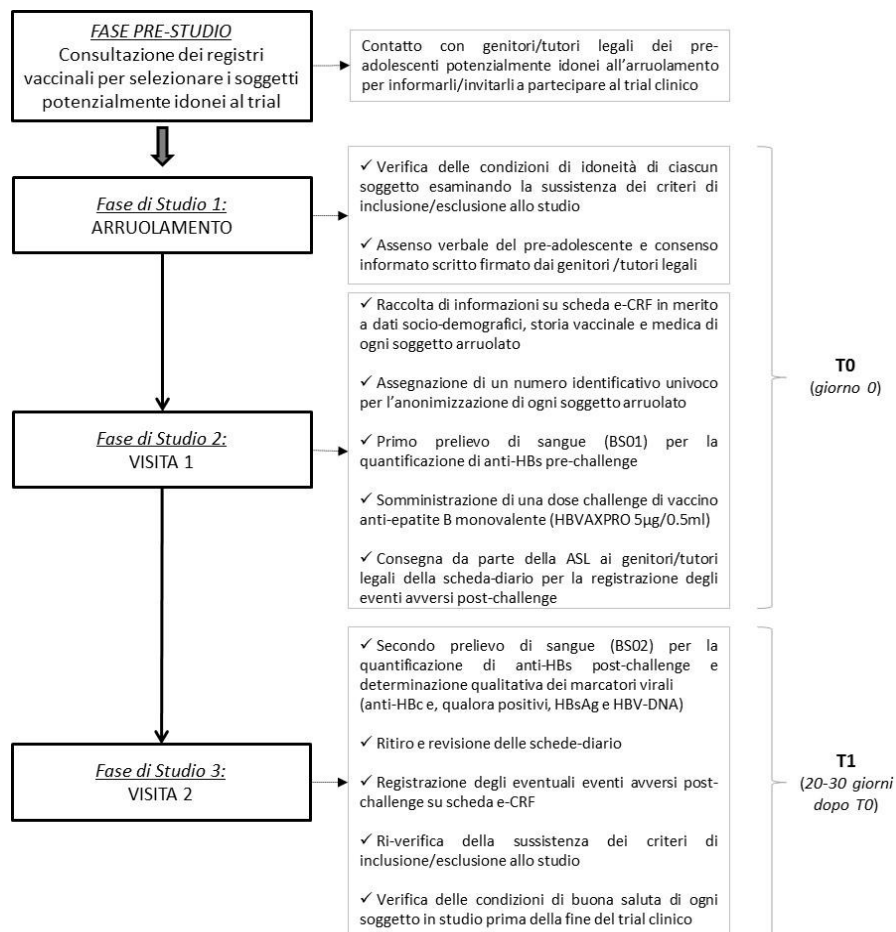 FASE PRE-STUDIO
Consultazione dei registri
vaccinali per selezionare i soggetti
potenzialmente idonei al trial
Contatto con genitori/tutori legali dei pre-
adolescenti potenzialmente idonei all'arruolamento
per informarli/invitarli a partecipare al trial clinico
Fase di Studio 1:
ARRUOLAMENTO
✓ Verifica delle condizioni di idoneità di ciascun
soggetto esaminando la sussistenza dei criteri di
inclusione/esclusione allo studio
✓ Assenso verbale del pre-adolescente e consenso
informato scritto firmato dai genitori /tutori legali
Fase di Studio 2:
VISITA 1
✓ Raccolta di informazioni su scheda e-CRF in merito
a dati socio-demografici, storia vaccinale e medica di
ogni soggetto arruolato
✓ Assegnazione di un numero identificativo univoco
per l'anonimizzazione di ogni soggetto arruolato
✓ Primo prelievo di sangue (BS01) per la
quantificazione di anti-HBs pre-challenge
✓ Somministrazione di una dose challenge di vaccino
anti-epatite B monovalente (HBVAXPRO 5µg/0.5ml)
✓ Consegna da parte della ASL ai genitori/tutori
legali della scheda-diario per la registrazione degli
eventi avversi post-challenge
T0
(giorno 0)
Fase di Studio 3:
VISITA 2
✓ Secondo prelievo di sangue (BS02) per la
quantificazione di anti-HBs post-challenge e
determinazione qualitativa dei marcatori virali
(anti-HBc e, qualora positivi, HBsAg e HBV-DNA)
✓ Ritiro e revisione delle schede-diario
✓ Registrazione degli eventuali eventi avversi post-
challenge su scheda e-CRF
✓ Ri-verifica della sussistenza dei criteri di
inclusione/esclusione allo studio
✓ Verifica delle condizioni di buona saluta di ogni
soggetto in studio prima della fine del trial clinico
T1
(20-30 giorni
dopo T0)